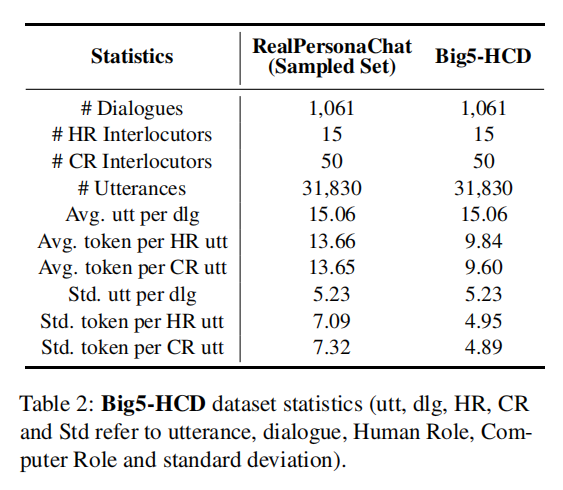 Statistics RealPersonaChat (Sampled Set) Big5-HCD
# Dialogues 1,061 1,061
# HR Interlocutors 15 15
# CR Interlocutors 50 50
# Utterances 31,830 31,830
Avg. utt per dlg 15.06 15.06
Avg. token per HR utt 13.66 9.84
Avg. token per CR utt 13.65 9.60
Std. utt per dlg 5.23 5.23
Std. token per HR utt 7.09 4.95
Std. token per CR utt 7.32 4.89
Table 2: Big5-HCD dataset statistics (utt, dlg, HR, CR
and Std refer to utterance, dialogue, Human Role, Com-
puter Role and standard deviation).